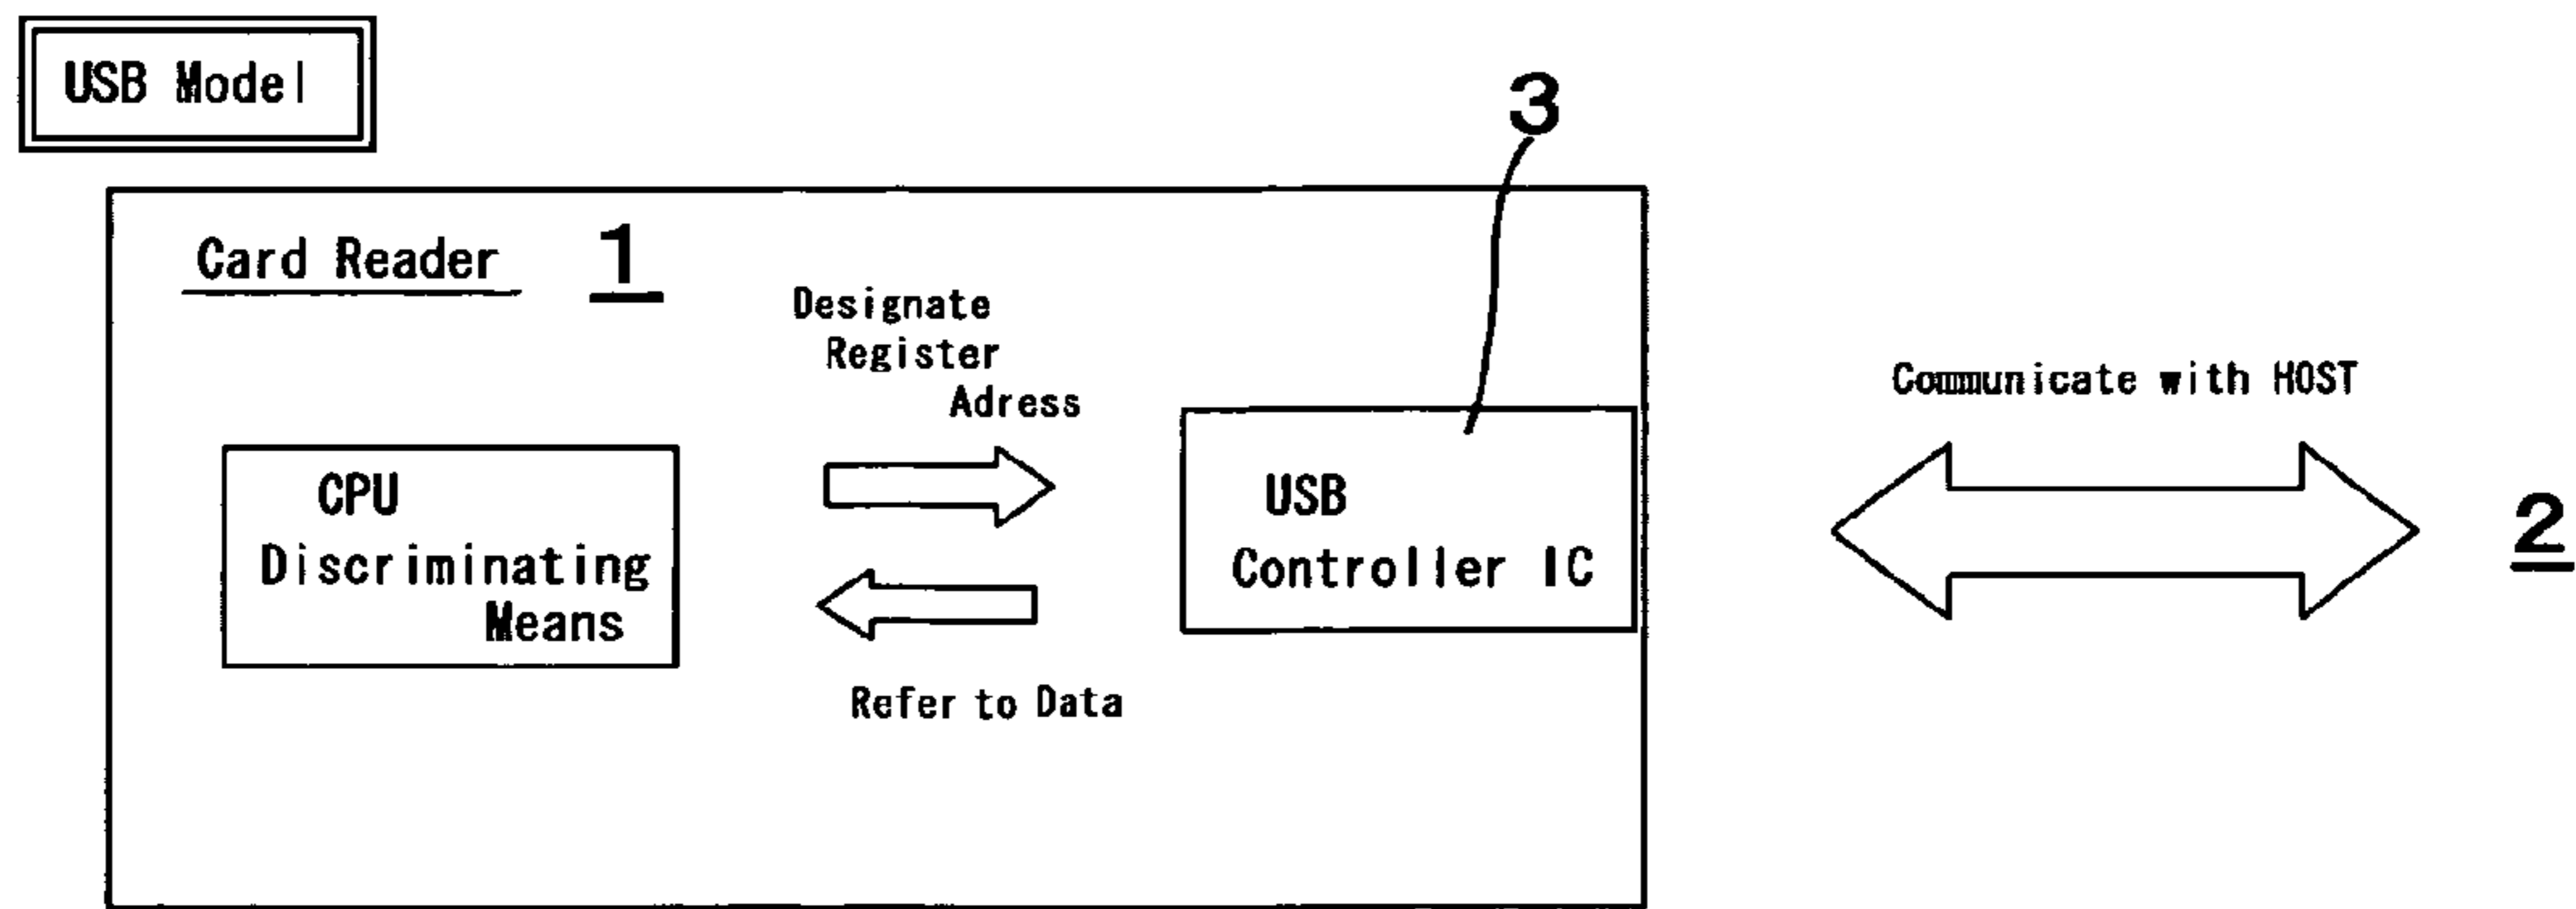 USB Model
3
Card Reader 1
Designate
Register
Adress
Communicate with HOST
CPU
Discriminating
Means
USB
Controller IC
2
Refer to Data